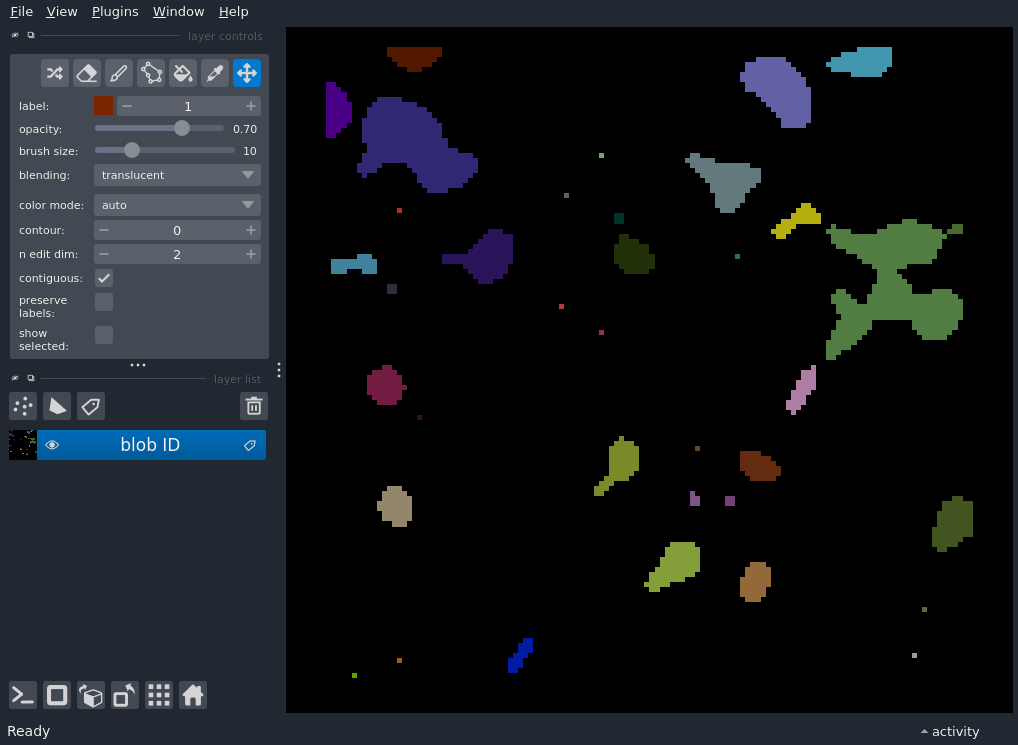 File View Plugins Window Help
layer controls
label: 1
opacity: 0.70
brush size: 10
blending: translucent
color mode: auto
contour: 0
n edit dim: 2
contiguous:
preserve
labels:
show
selected:
layer list
blob ID
Ready
activity